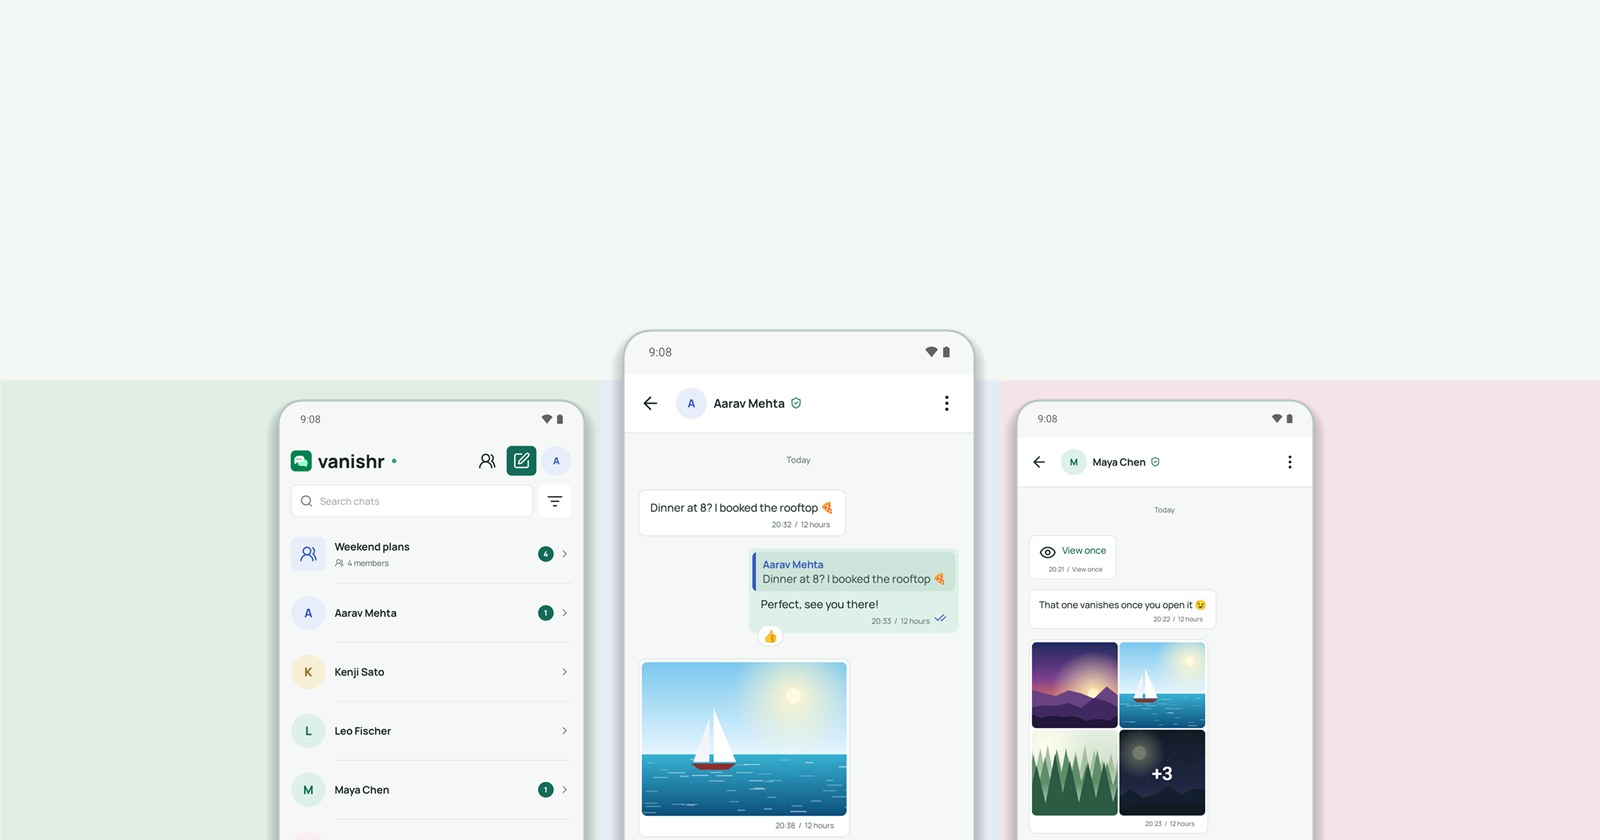 9:08
vanishr
A
Search chats
Weekend plans
4 members
4
A
Aarav Mehta
1
K
Kenji Sato
L
Leo Fischer
M
Maya Chen
1
9:08
A
Aarav Mehta
Today
Dinner at 8? I booked the rooftop 🍕
20:32 / 12 hours
Aarav Mehta
Dinner at 8? I booked the rooftop 🍕
Perfect, see you there!
20:33 / 12 hours
👍
20:38 / 12 hours
9:08
M
Maya Chen
Today
View once
20:21 / View once
That one vanishes once you open it 😉
20:22 / 12 hours
+3
20:23 / 12 hours